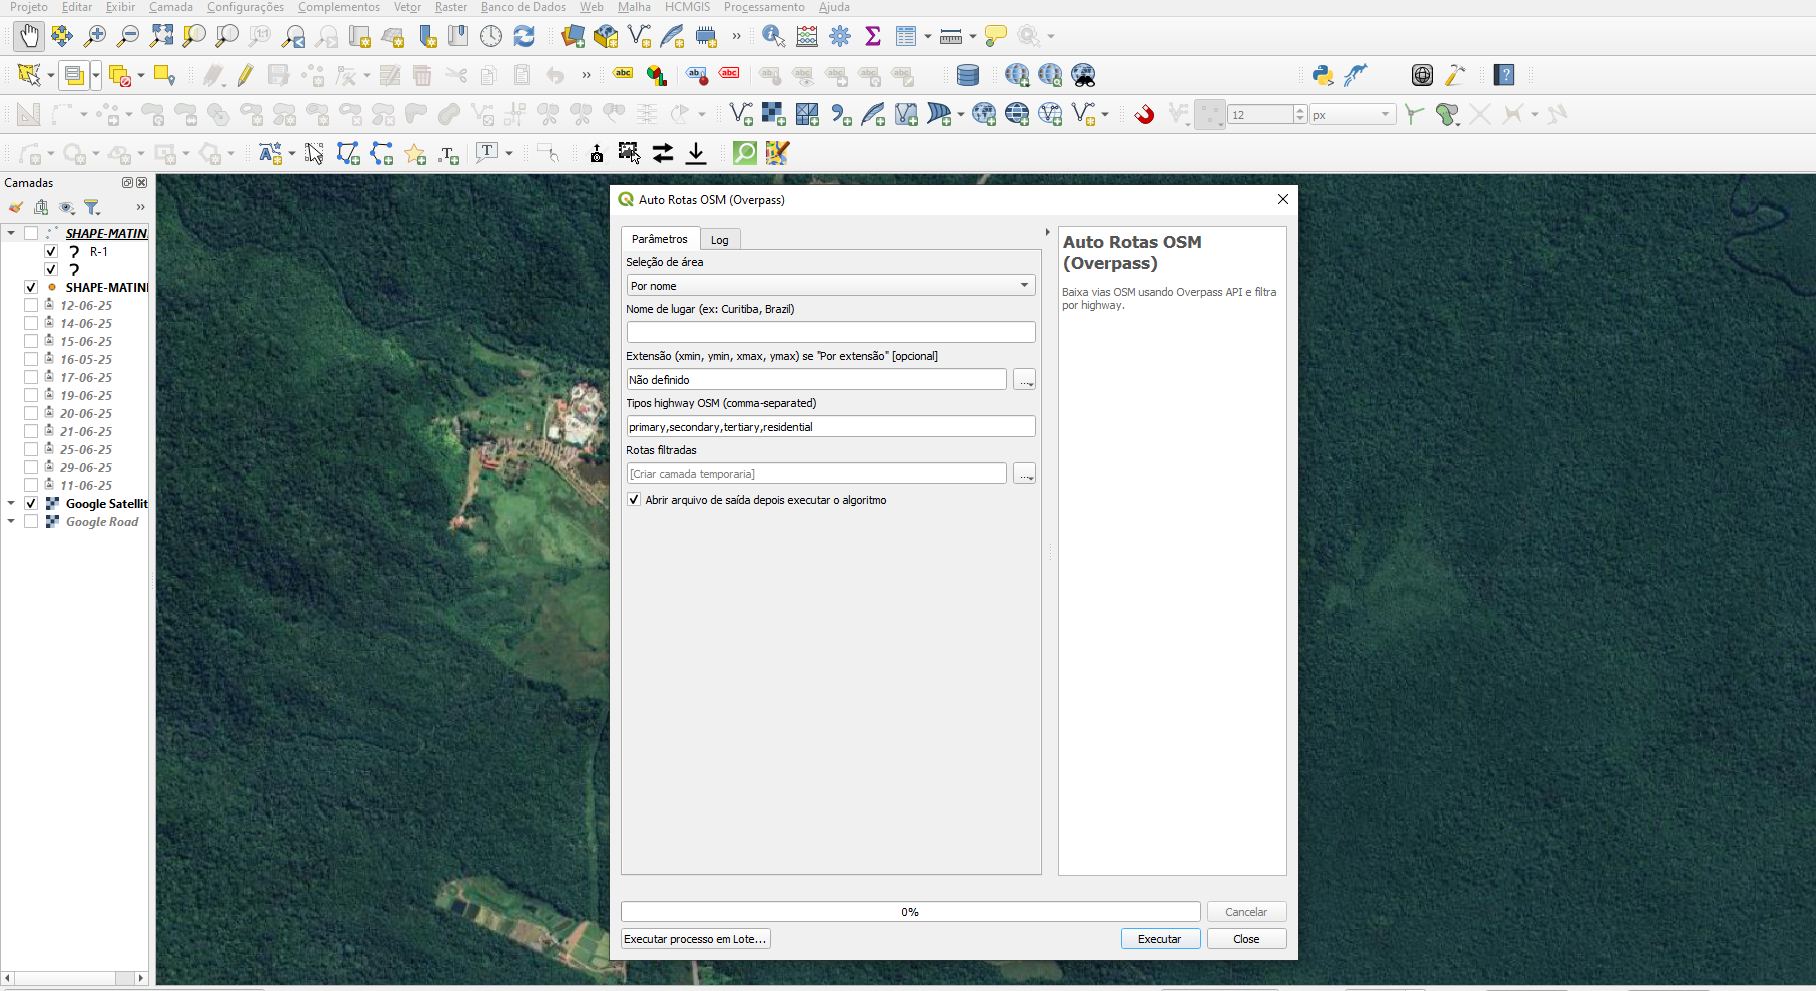 Projeto Editar Exibir Camada Configurações Complementos Vetor Raster Banco de Dados Web Malha HCMGIS Processamento Ajuda
12
px
Camadas
SHAPE-MATIN
R-1
SHAPE-MATIN
12-06-25
14-06-25
15-06-25
16-05-25
17-06-25
19-06-25
20-06-25
21-06-25
25-06-25
29-06-25
11-06-25
Google Satellit
Google Road
Auto Rotas OSM (Overpass)
Parâmetros Log
Seleção de área
Por nome
Nome de lugar (ex: Curitiba, Brazil)
Extensão (xmin, ymin, xmax, ymax) se "Por extensão" [opcional]
Não definido
...
Tipos highway OSM (comma-separated)
primary,secondary,tertiary,residential
Rotas filtradas
[Criar camada temporaria]
...
Abrir arquivo de saída depois executar o algoritmo
Auto Rotas OSM
(Overpass)
Baixa vias OSM usando Overpass API e filtra
por highway.
0%
Cancelar
Executar processo em Lote...
Executar
Close